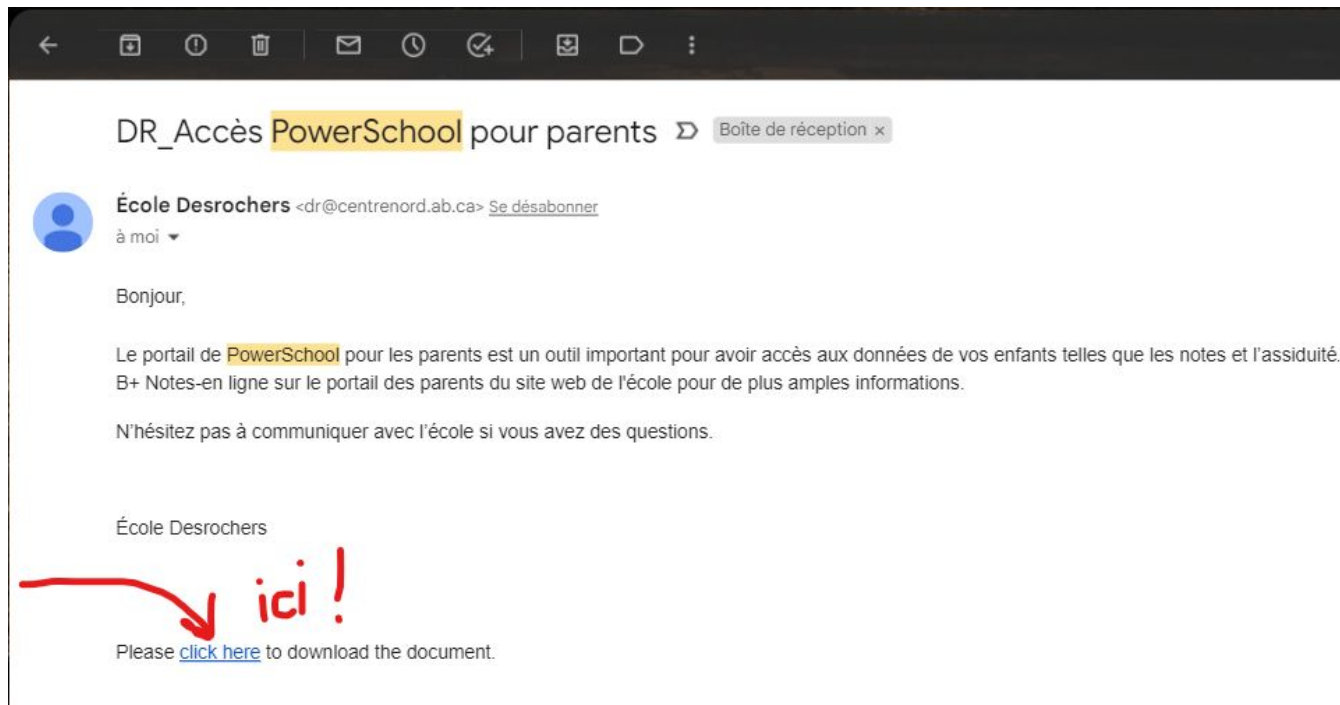 DR_Accès PowerSchool pour parents Boîte de réception ×
École Desrochers <dr@centrenord.ab.ca> Se désabonner
à moi
Bonjour,
Le portail de PowerSchool pour les parents est un outil important pour avoir accès aux données de vos enfants telles que les notes et l’assiduité.
B+ Notes-en ligne sur le portail des parents du site web de l'école pour de plus amples informations.
N’hésitez pas à communiquer avec l’école si vous avez des questions.
École Desrochers
ici !
Please click here to download the document.